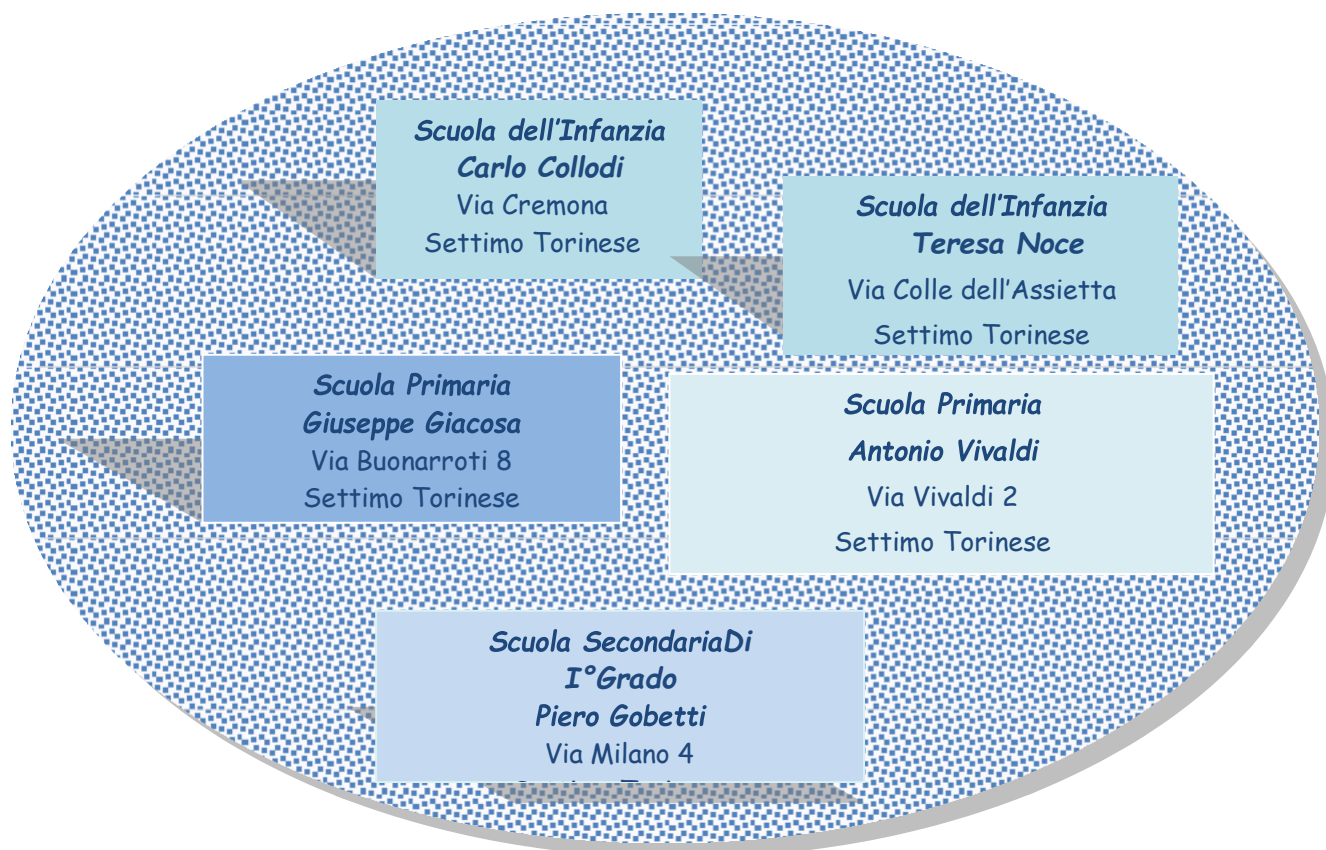 Scuola dell'Infanzia
Carlo Collodi
Via Cremona
Settimo Torinese
Scuola dell'Infanzia
Teresa Noce
Via Colle dell'Assietta
Settimo Torinese
Scuola Primaria
Giuseppe Giacosa
Via Buonarroti 8
Settimo Torinese
Scuola Primaria
Antonio Vivaldi
Via Vivaldi 2
Settimo Torinese
Scuola SecondariaDi
I°Grado
Piero Gobetti
Via Milano 4